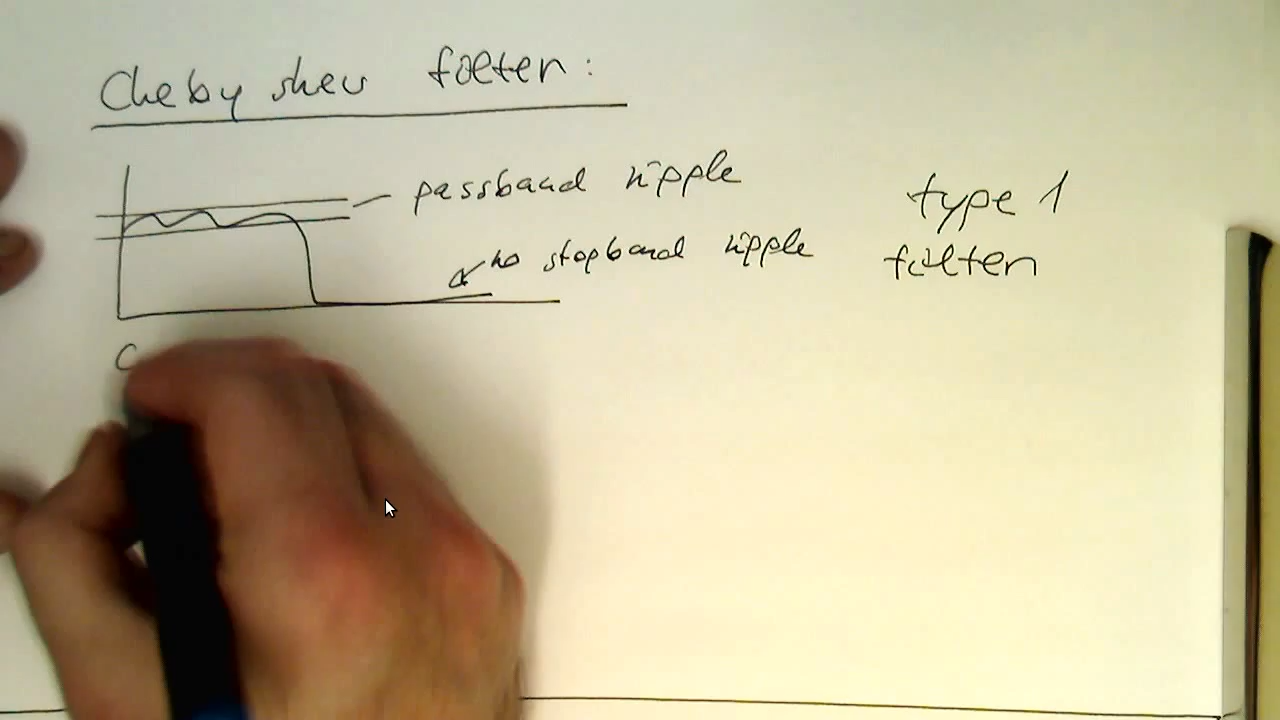 Chebyshev filter:
passband ripple
no stopband ripple
type 1
filter
C